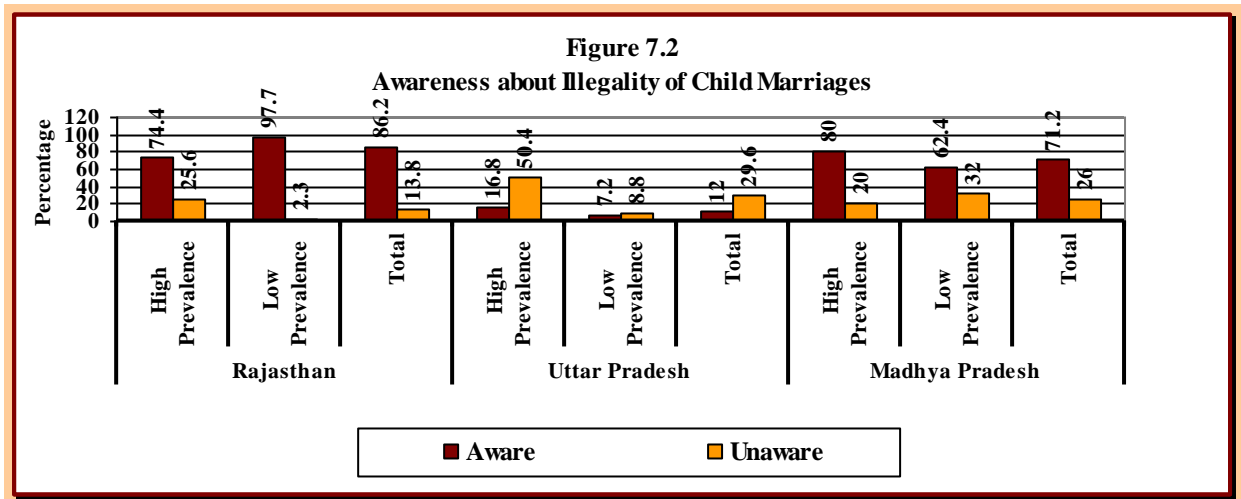 Figure 7.2
Awareness about Illegality of Child Marriages
Percentage
120
100
80
60
40
20
0
74.4
25.6
97.7
2.3
86.2
13.8
16.8
50.4
7.2
8.8
12
29.6
80
20
62.4
32
71.2
26
High
Prevalence
Low
Prevalence
Total
High
Prevalence
Low
Prevalence
Total
High
Prevalence
Low
Prevalence
Total
Rajasthan
Uttar Pradesh
Madhya Pradesh
Aware
Unaware